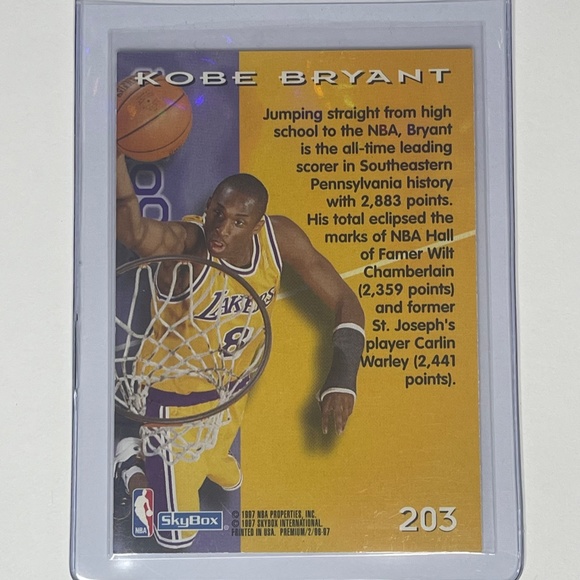 KOBE BRYANT
Jumping straight from high
school to the NBA, Bryant
is the all-time leading
scorer in Southeastern
Pennsylvania history
with 2,883 points.
His total eclipsed the
marks of NBA Hall
of Famer Wilt
Chamberlain
(2,359 points)
and former
St. Joseph's
player Carlin
Warley (2,441
points).
LAKERS
8
NBA
SkyBox
© 1997 NBA PROPERTIES, INC.
© 1997 SKYBOX INTERNATIONAL.
PRINTED IN USA. PREMIUM/2/96-97
203